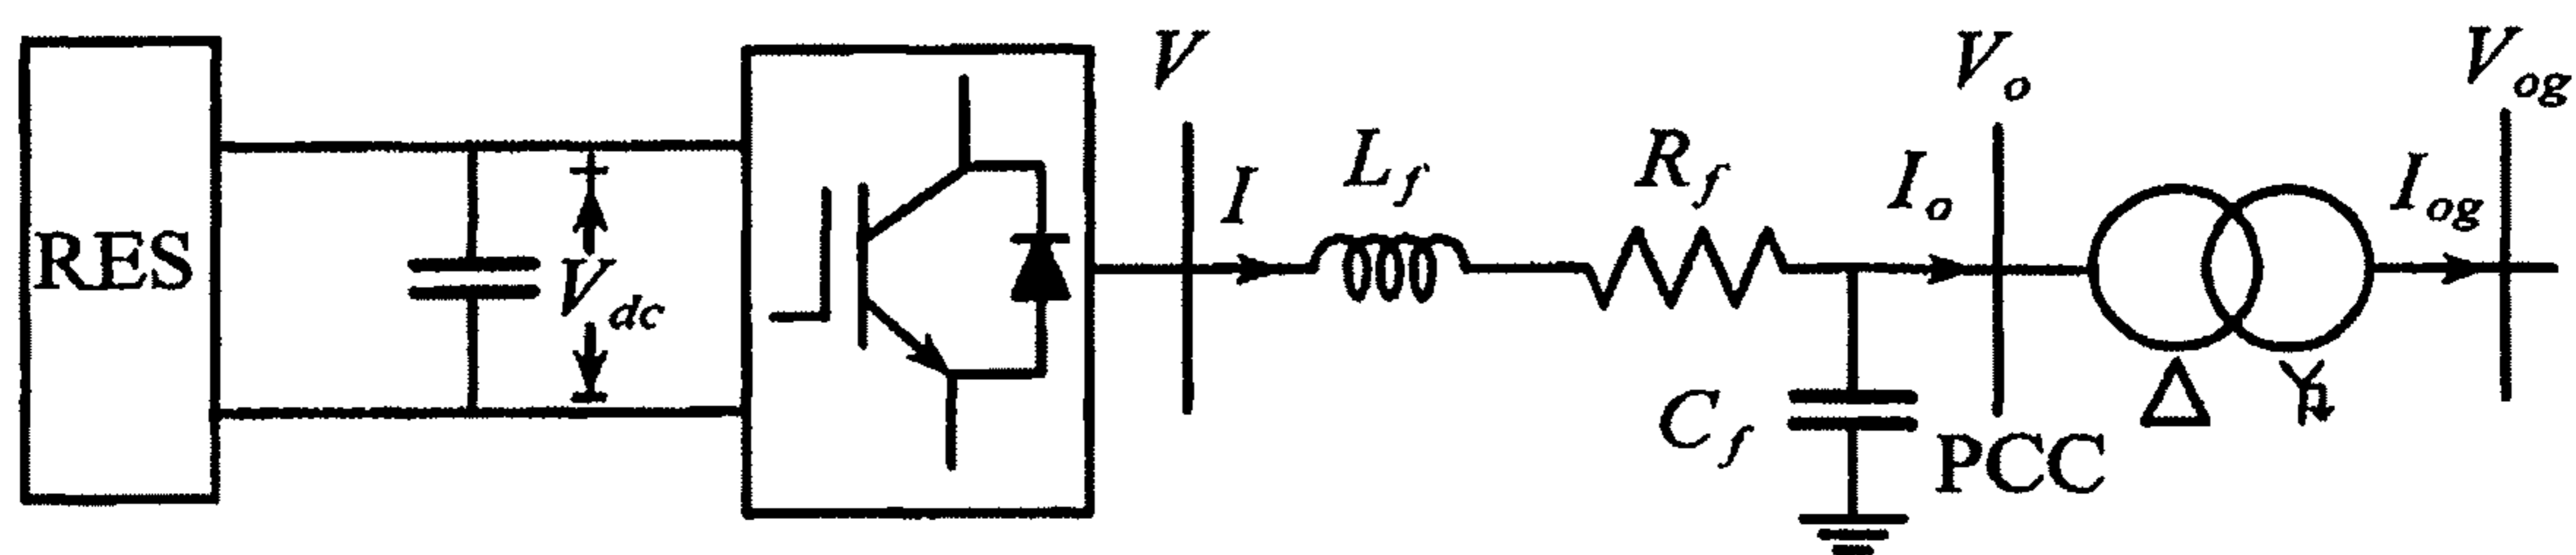 RES
V_dc
V
I
L_f
R_f
C_f
I_o
V_o
PCC
Δ
Y
I_og
V_og